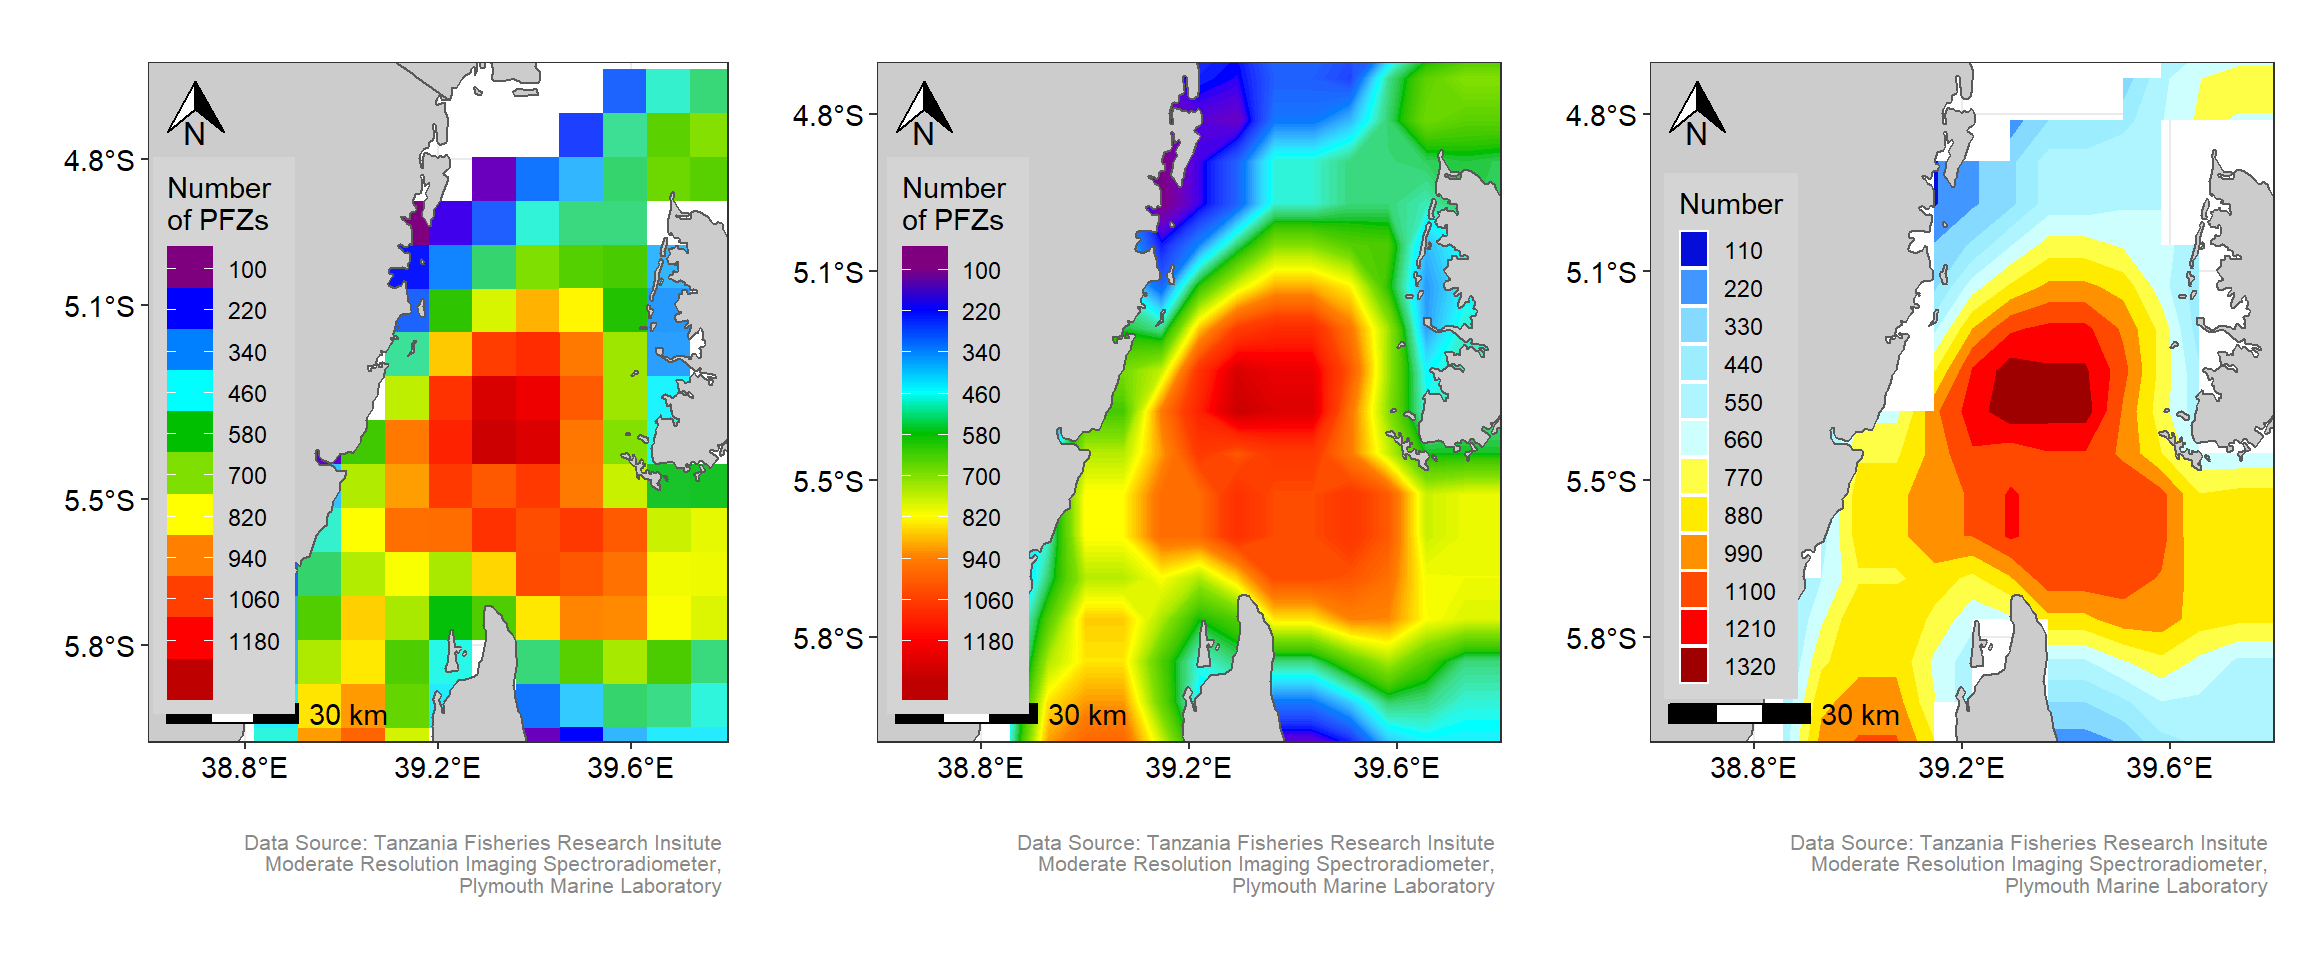 N
Number
of PFZs
100
220
340
460
580
700
820
940
1060
1180
30 km
4.8°S
5.1°S
5.5°S
5.8°S
38.8°E 39.2°E 39.6°E
Data Source: Tanzania Fisheries Research Insitute
Moderate Resolution Imaging Spectroradiometer,
Plymouth Marine Laboratory
N
Number
of PFZs
100
220
340
460
580
700
820
940
1060
1180
30 km
4.8°S
5.1°S
5.5°S
5.8°S
38.8°E 39.2°E 39.6°E
Data Source: Tanzania Fisheries Research Insitute
Moderate Resolution Imaging Spectroradiometer,
Plymouth Marine Laboratory
N
Number
110
220
330
440
550
660
770
880
990
1100
1210
1320
30 km
4.8°S
5.1°S
5.5°S
5.8°S
38.8°E 39.2°E 39.6°E
Data Source: Tanzania Fisheries Research Insitute
Moderate Resolution Imaging Spectroradiometer,
Plymouth Marine Laboratory